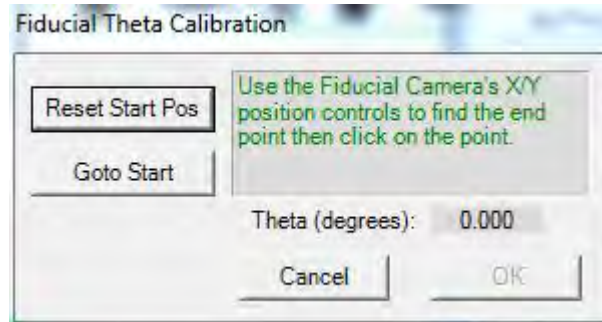 Fiducial Theta Calibration
Reset Start Pos
Use the Fiducial Camera's X/Y
position controls to find the end
point then click on the point.
Goto Start
Theta (degrees): 0.000
Cancel OK